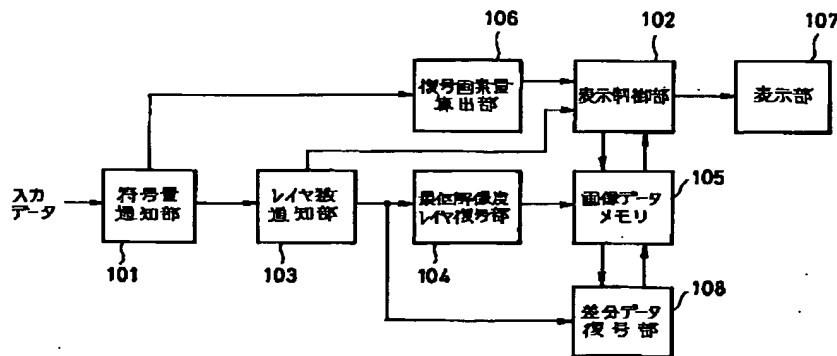 106
102
107
復号画素量
算出部
表示制御部
表示部
入力
データ
符号量
通知部
レイヤ数
通知部
最低解像度
レイヤ復号部
画像データ
メモリ
105
101
103
104
差分データ
復号部
108